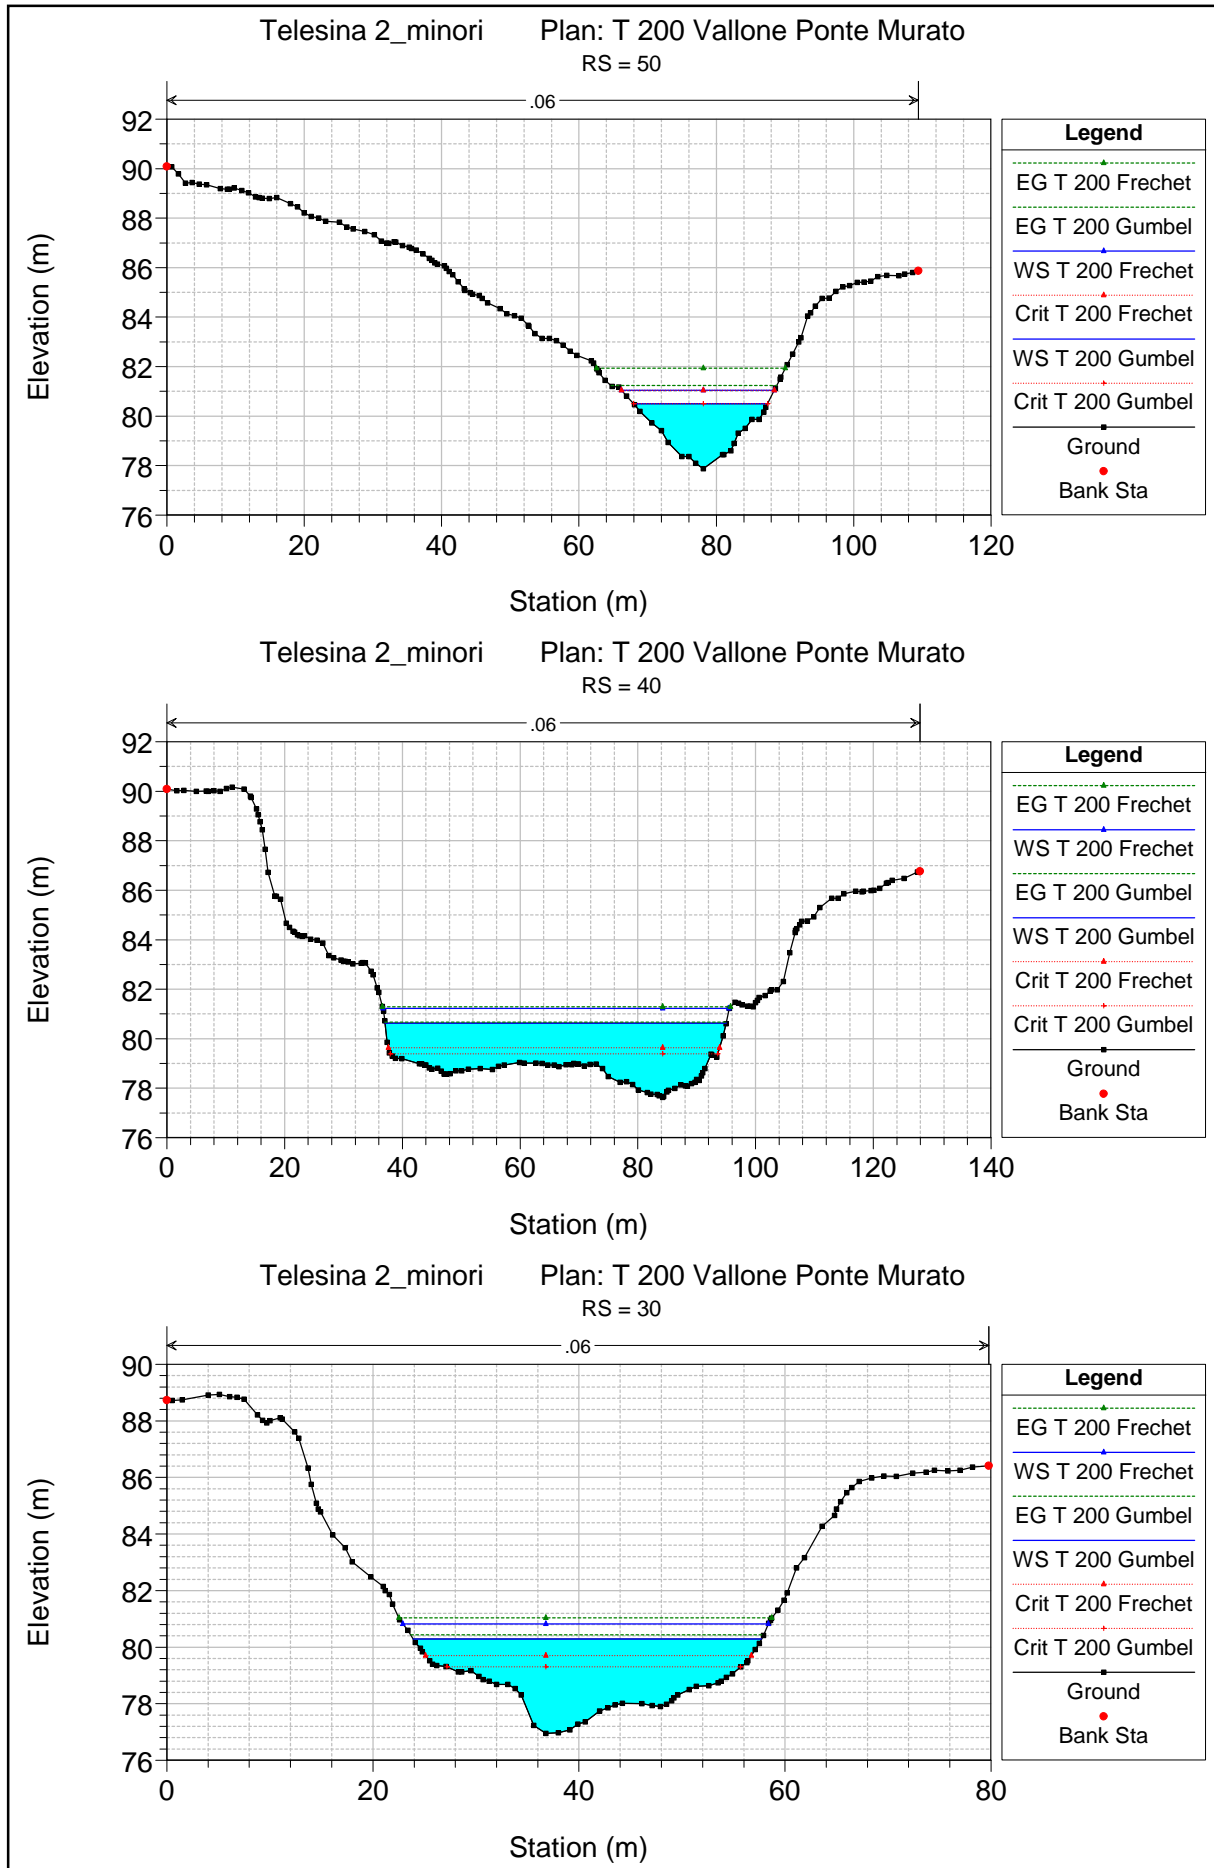 Telesina 2_minori Plan: T 200 Vallone Ponte Murato
RS = 50
.06
92
90
88
86
84
82
80
78
76
Elevation (m)
0 20 40 60 80 100 120
Station (m)
Legend
EG T 200 Frechet
EG T 200 Gumbel
WS T 200 Frechet
Crit T 200 Frechet
WS T 200 Gumbel
Crit T 200 Gumbel
Ground
Bank Sta
Telesina 2_minori Plan: T 200 Vallone Ponte Murato
RS = 40
.06
92
90
88
86
84
82
80
78
76
Elevation (m)
0 20 40 60 80 100 120 140
Station (m)
Legend
EG T 200 Frechet
WS T 200 Frechet
EG T 200 Gumbel
WS T 200 Gumbel
Crit T 200 Frechet
Crit T 200 Gumbel
Ground
Bank Sta
Telesina 2_minori Plan: T 200 Vallone Ponte Murato
RS = 30
.06
90
88
86
84
82
80
78
76
Elevation (m)
0 20 40 60 80
Station (m)
Legend
EG T 200 Frechet
WS T 200 Frechet
EG T 200 Gumbel
WS T 200 Gumbel
Crit T 200 Frechet
Crit T 200 Gumbel
Ground
Bank Sta